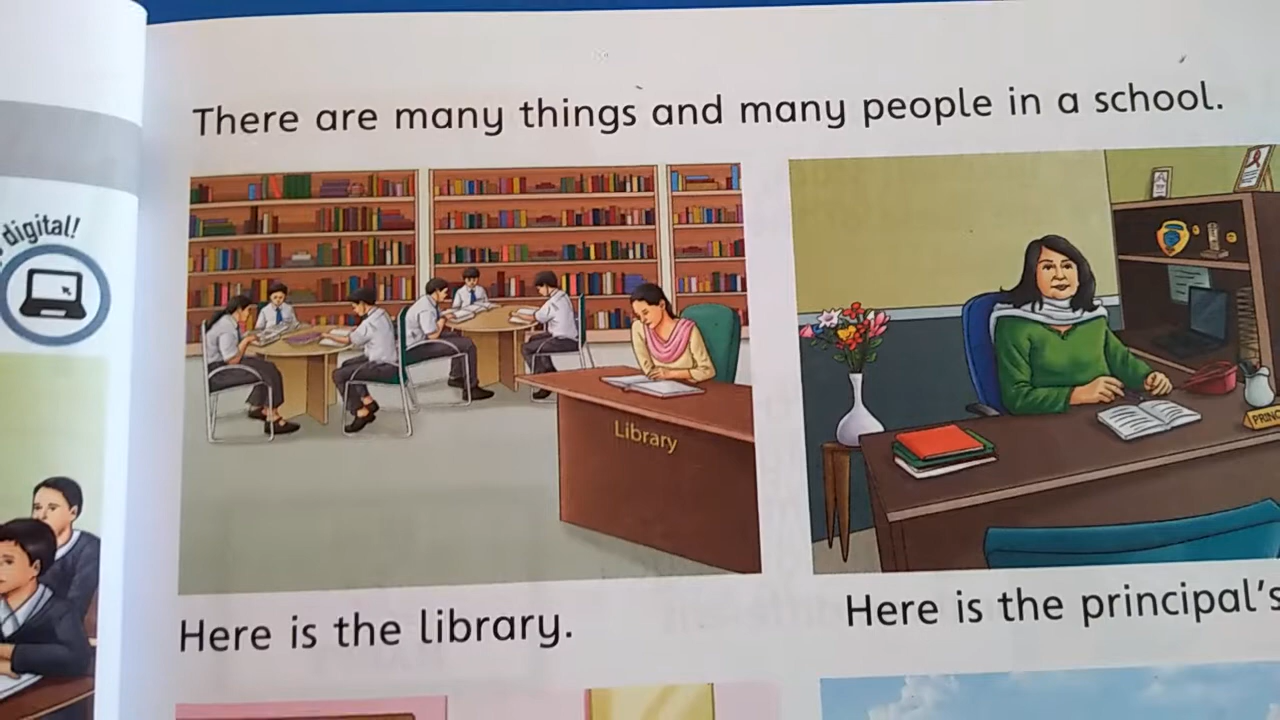 There are many things and many people in a school.
digital!
Library
Here is the library.
Here is the principal's